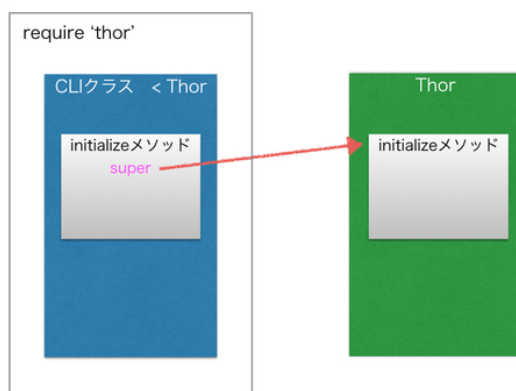 require ‘thor’
CLIクラス < Thor
initializeメソッド
super
Thor
initializeメソッド